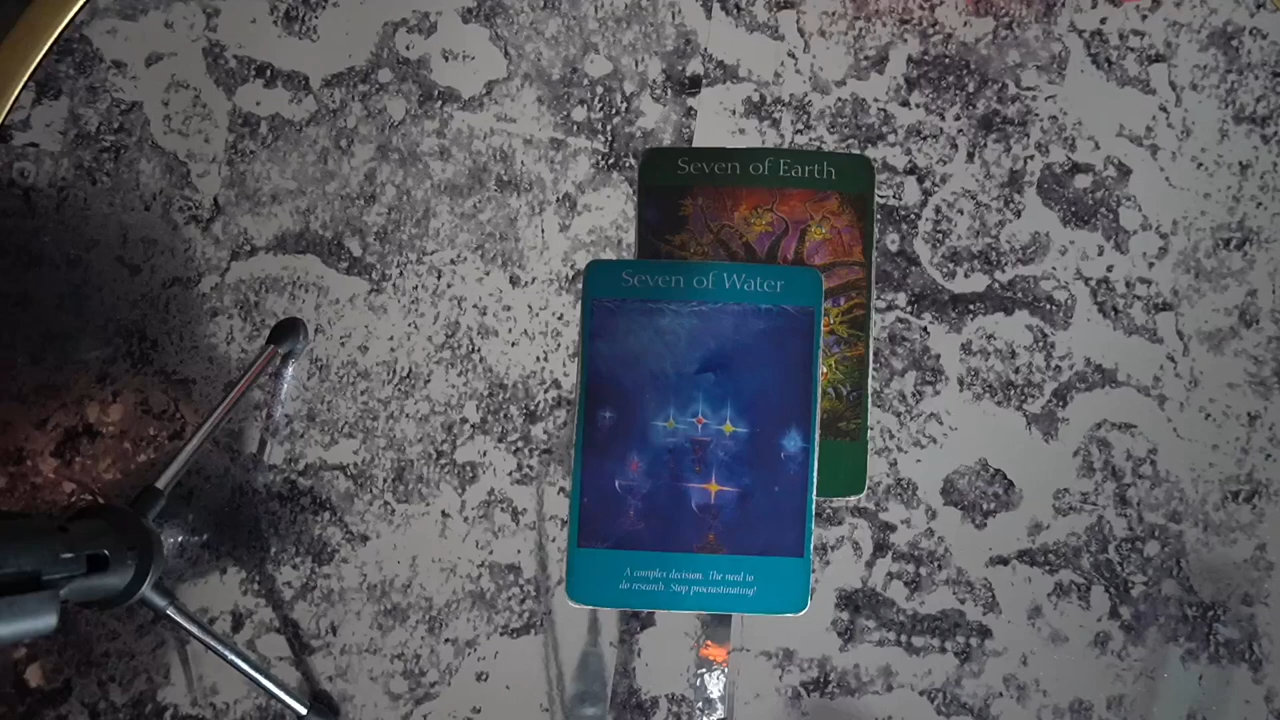 Seven of Earth
Seven of Water
A complex decision. The need to
do research. Stop procrastinating!